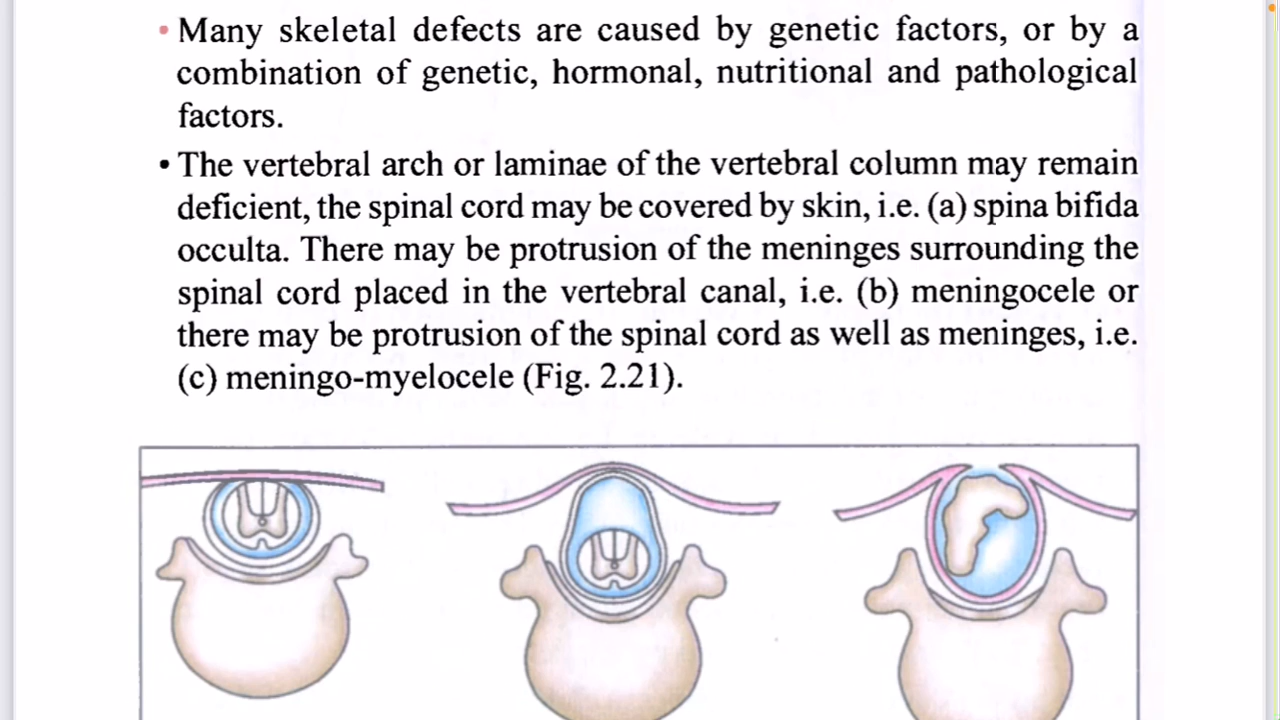 • Many skeletal defects are caused by genetic factors, or by a
combination of genetic, hormonal, nutritional and pathological
factors.
• The vertebral arch or laminae of the vertebral column may remain
deficient, the spinal cord may be covered by skin, i.e. (a) spina bifida
occulta. There may be protrusion of the meninges surrounding the
spinal cord placed in the vertebral canal, i.e. (b) meningocele or
there may be protrusion of the spinal cord as well as meninges, i.e.
(c) meningo-myelocele (Fig. 2.21).